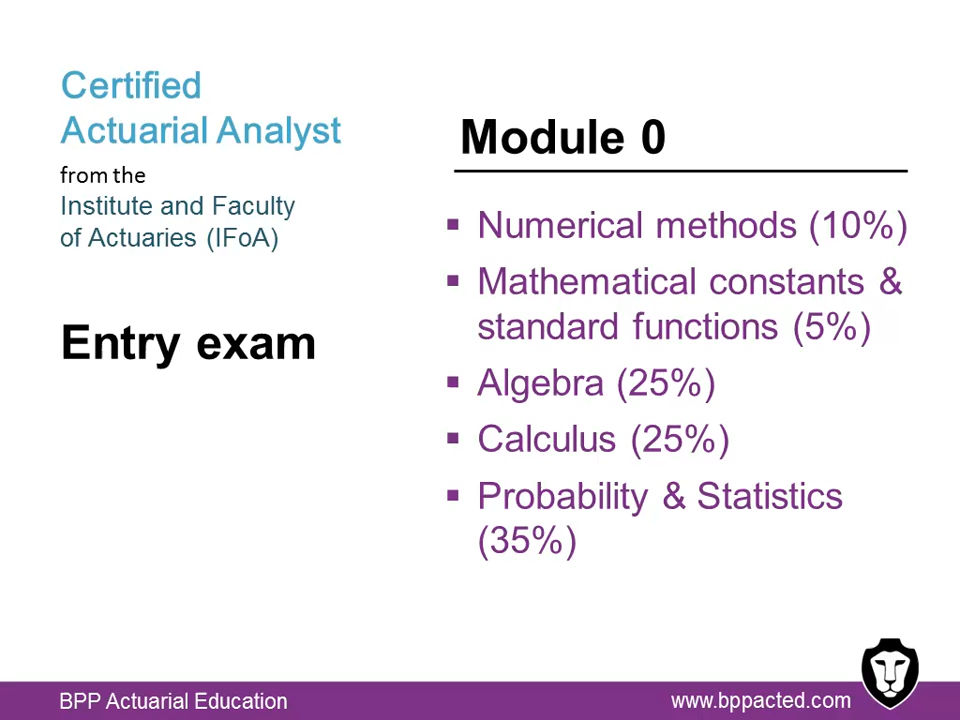 Certified
Actuarial Analyst
from the
Institute and Faculty
of Actuaries (IFoA)
Entry exam
Module 0
▪ Numerical methods (10%)
▪ Mathematical constants &
standard functions (5%)
▪ Algebra (25%)
▪ Calculus (25%)
▪ Probability & Statistics
(35%)
BPP Actuarial Education
www.bppacted.com